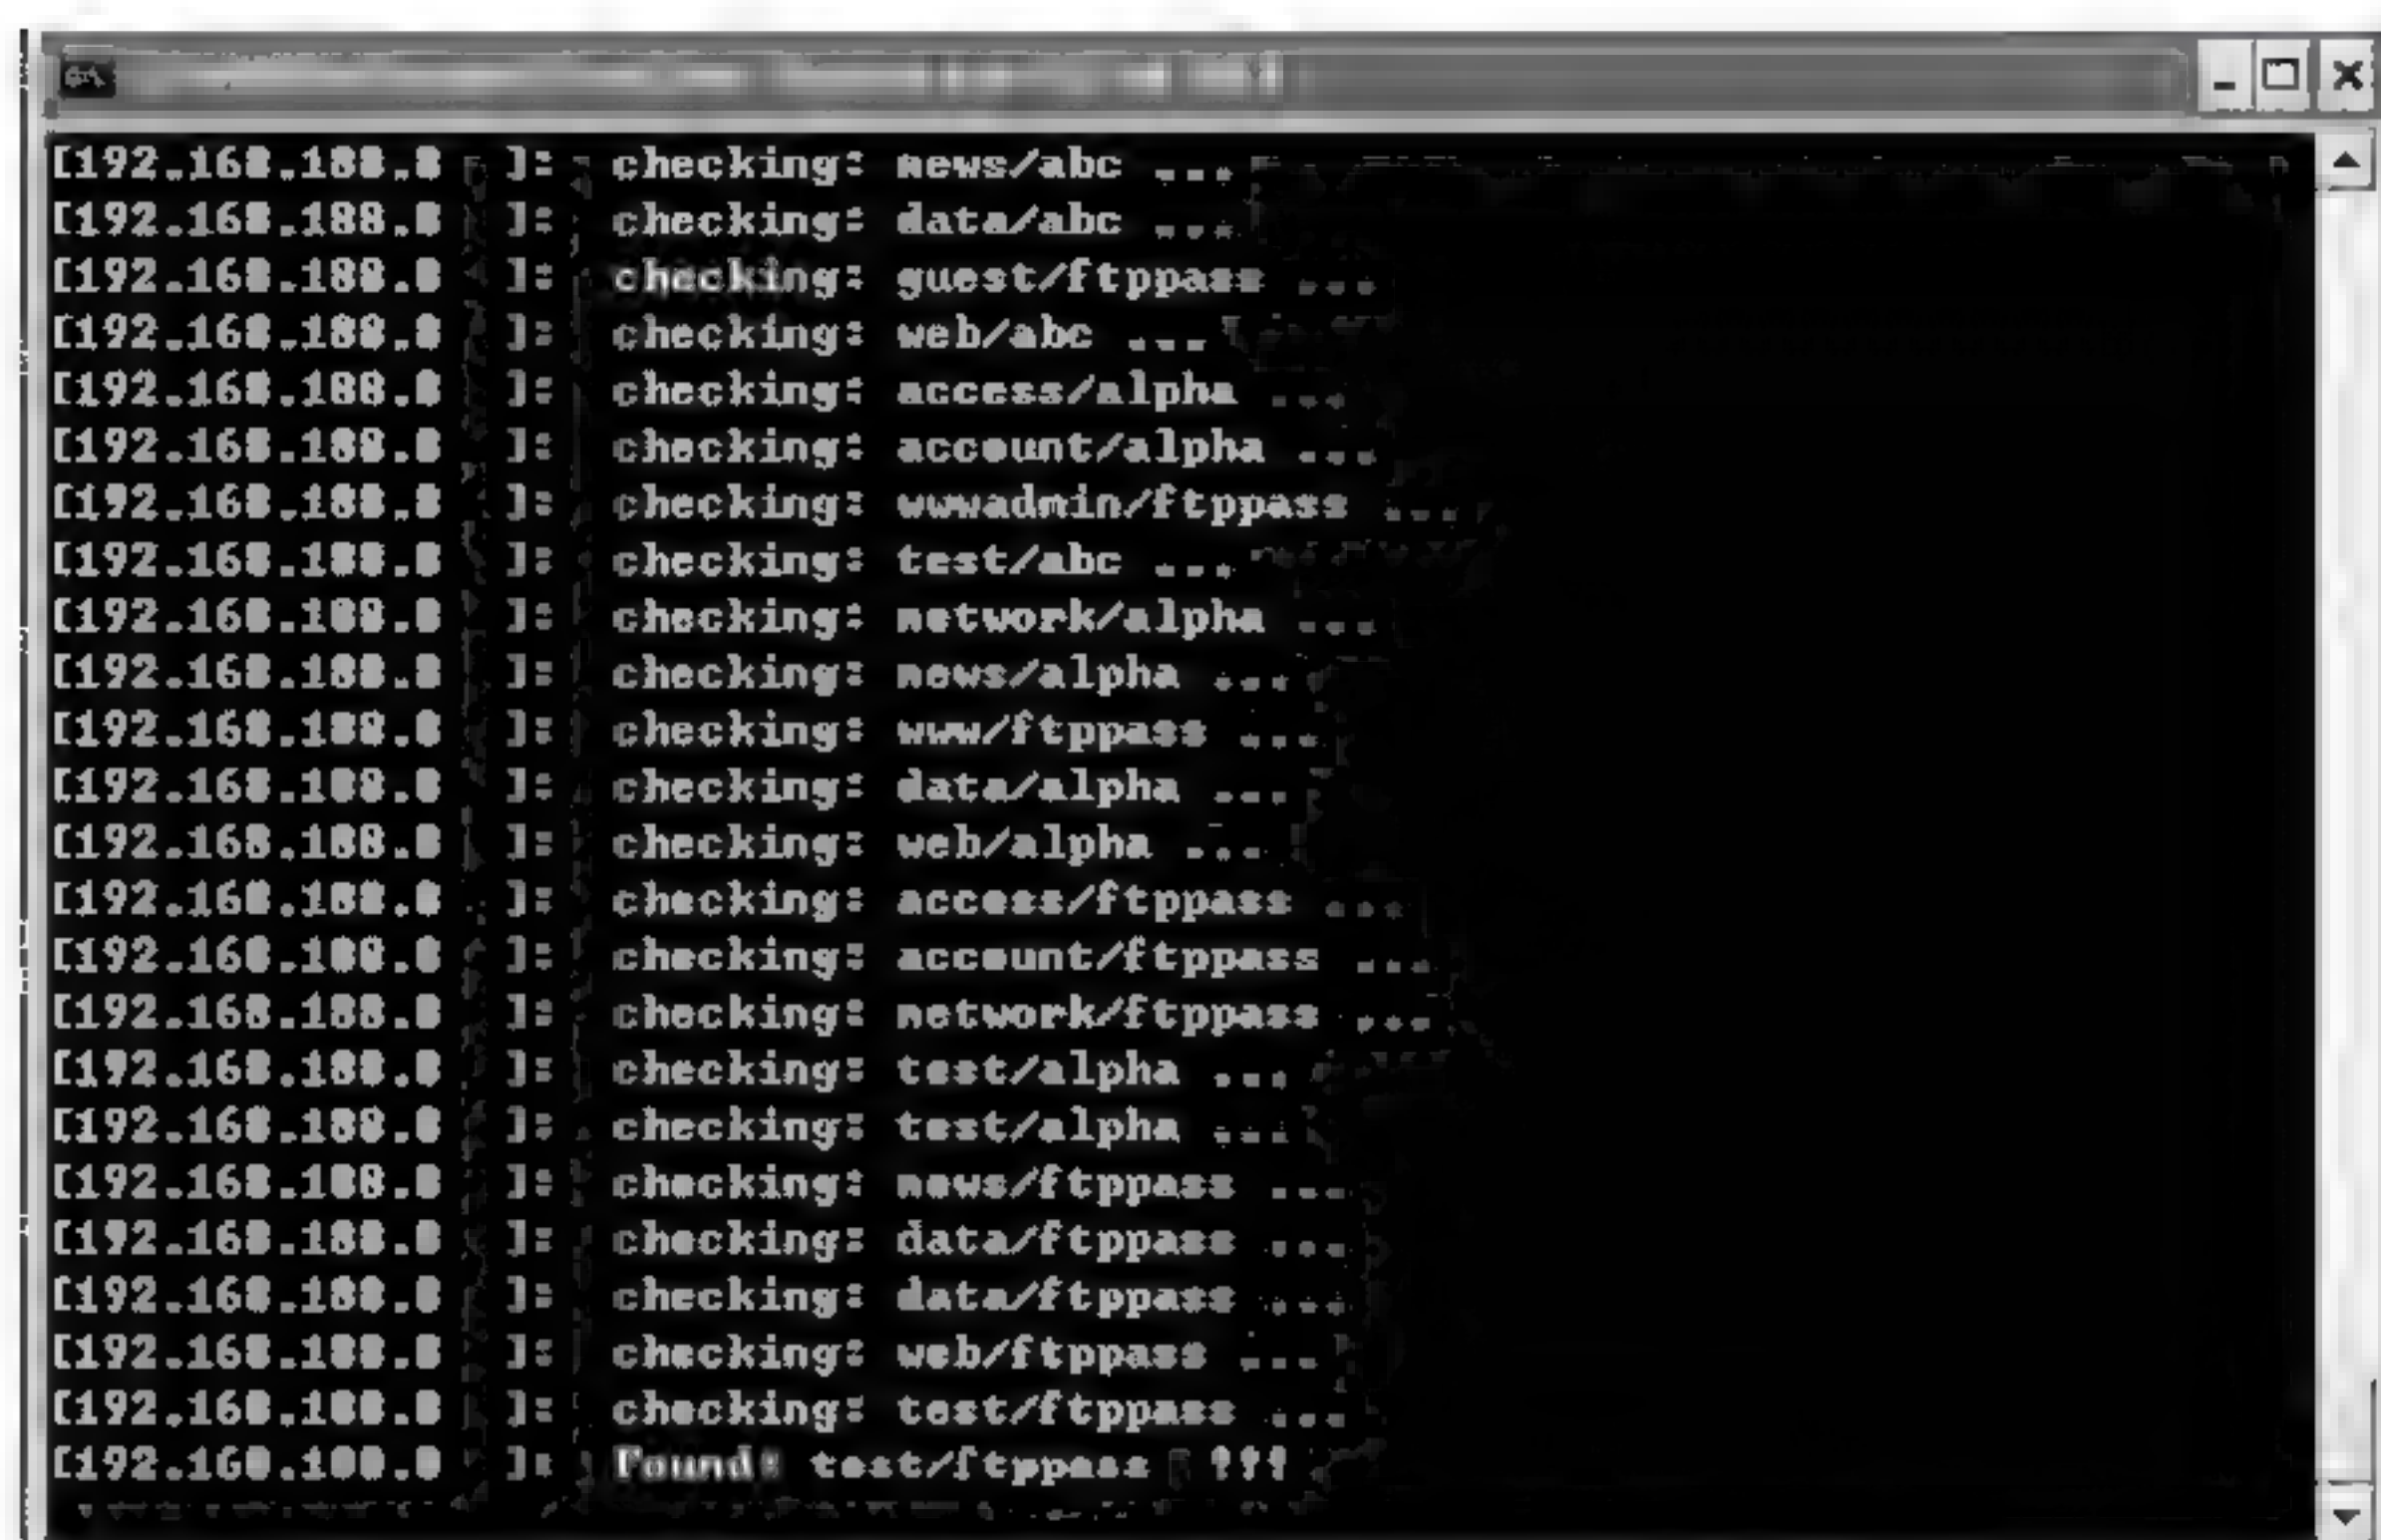 [192.168.188.8 ]: checking: news/abc ...
[192.168.188.8 ]: checking: data/abc ...
[192.168.188.8 ]: checking: guest/ftppass ...
[192.168.188.8 ]: checking: web/abc ...
[192.168.188.8 ]: checking: access/alpha ...
[192.168.188.8 ]: checking: account/alpha ...
[192.168.188.8 ]: checking: wwwadmin/ftppass ...
[192.168.188.8 ]: checking: test/abc ...
[192.168.188.8 ]: checking: network/alpha ...
[192.168.188.8 ]: checking: news/alpha ...
[192.168.188.8 ]: checking: www/ftppass ...
[192.168.188.8 ]: checking: data/alpha ...
[192.168.188.8 ]: checking: web/alpha ...
[192.168.188.8 ]: checking: access/ftppass ...
[192.168.188.8 ]: checking: account/ftppass ...
[192.168.188.8 ]: checking: network/ftppass ...
[192.168.188.8 ]: checking: test/alpha ...
[192.168.188.8 ]: checking: test/alpha ...
[192.168.188.8 ]: checking: news/ftppass ...
[192.168.188.8 ]: checking: data/ftppass ...
[192.168.188.8 ]: checking: data/ftppass ...
[192.168.188.8 ]: checking: web/ftppass ...
[192.168.188.8 ]: checking: test/ftppass ...
[192.168.188.8 ]: Found: test/ftppass !!!